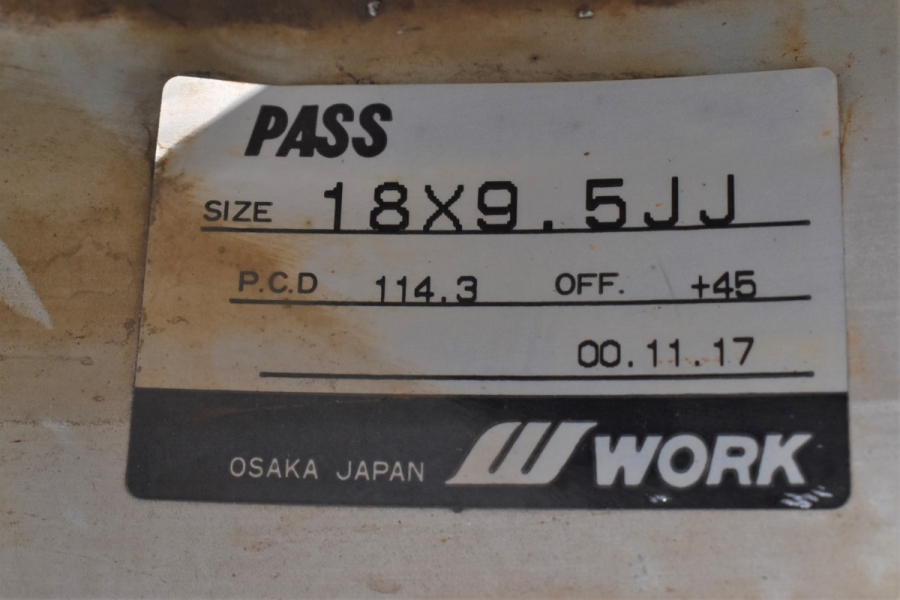 PASS
SIZE 18X9.5JJ
P.C.D 114.3 OFF. +45
00.11.17
OSAKA JAPAN W WORK